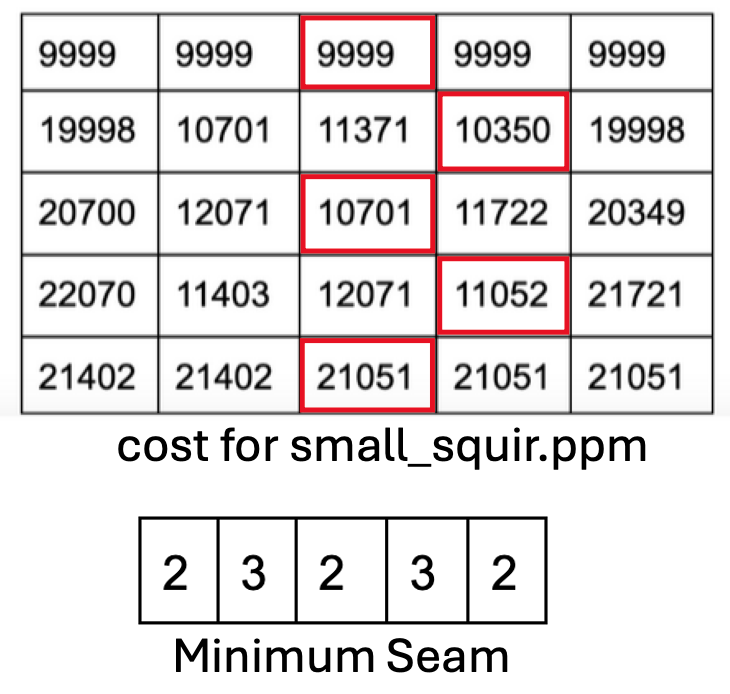 9999 9999 9999 9999 9999
19998 10701 11371 10350 19998
20700 12071 10701 11722 20349
22070 11403 12071 11052 21721
21402 21402 21051 21051 21051
cost for small_squir.ppm
2 3 2 3 2
Minimum Seam